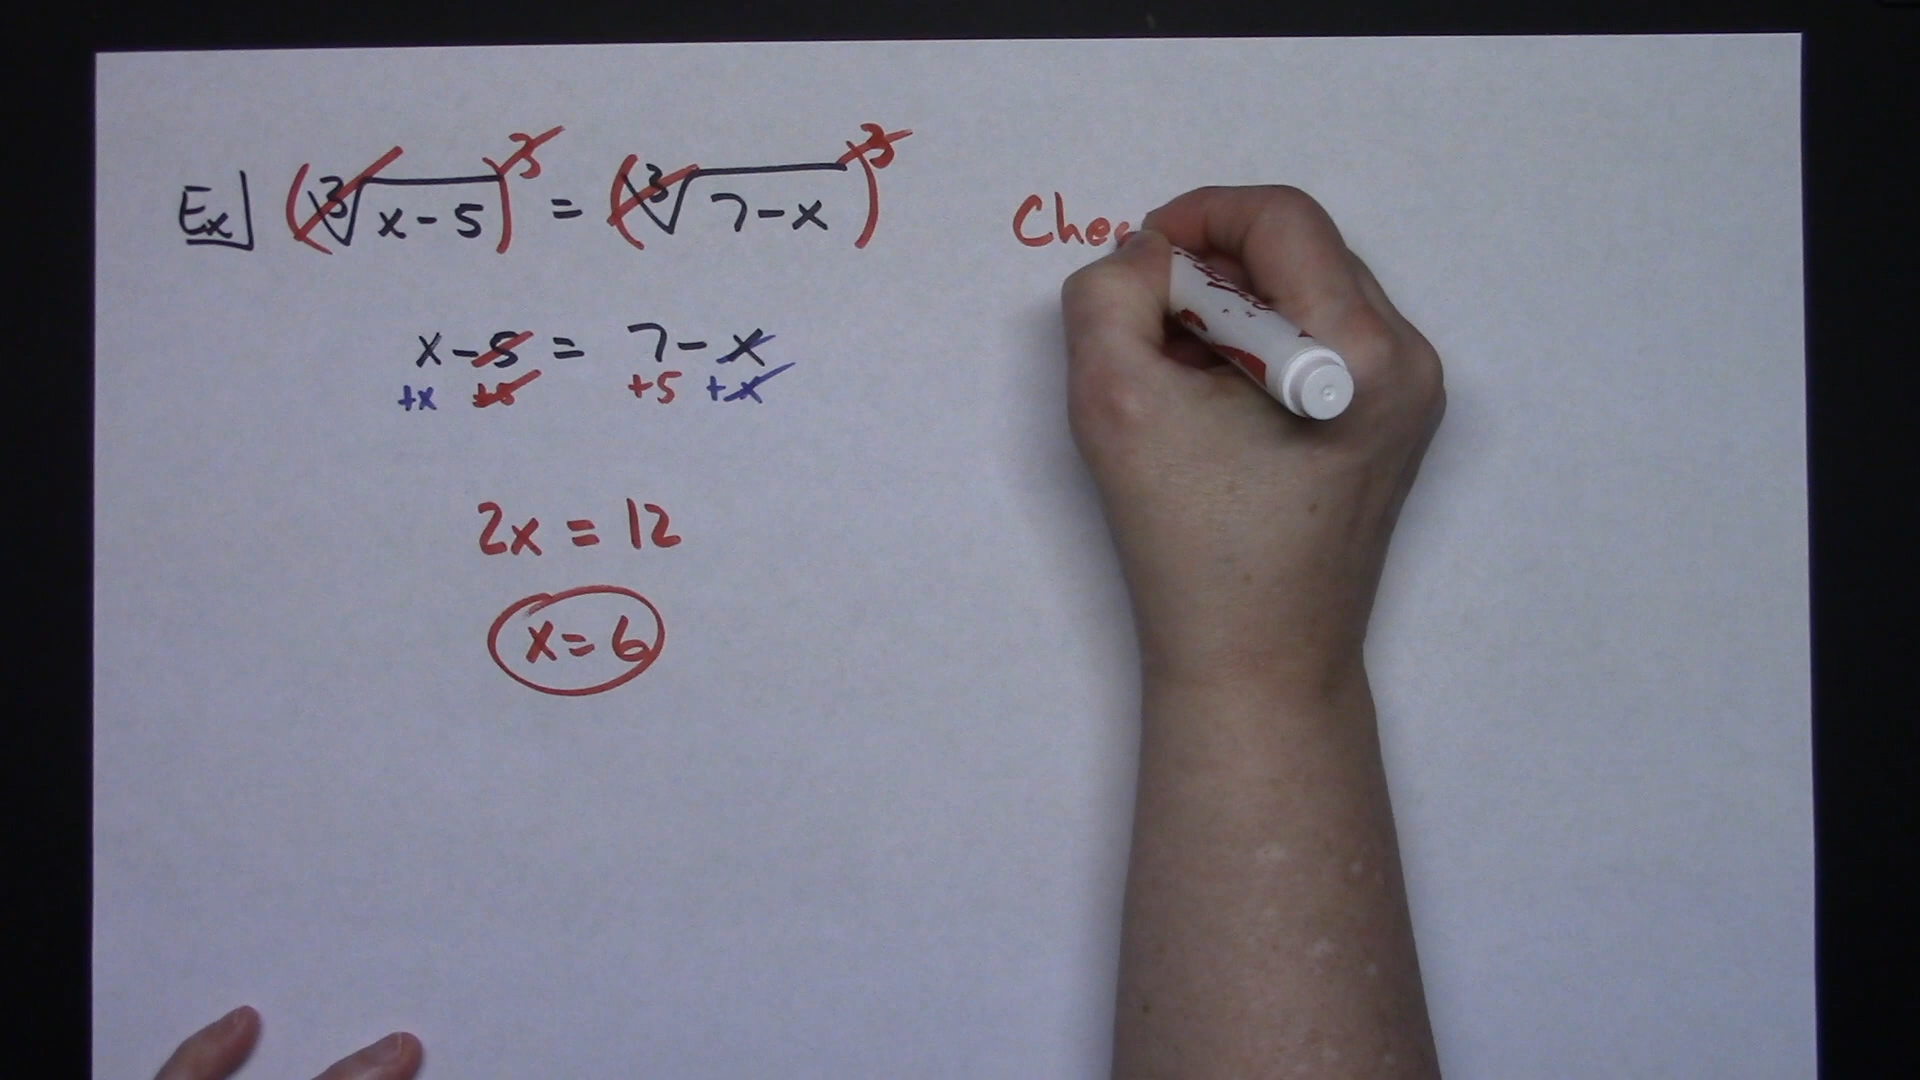 Ex] (∛(x-5))³ = (∛(7-x))³
Che
x-5 = 7-x
+x +5 +5 +x
2x = 12
x=6